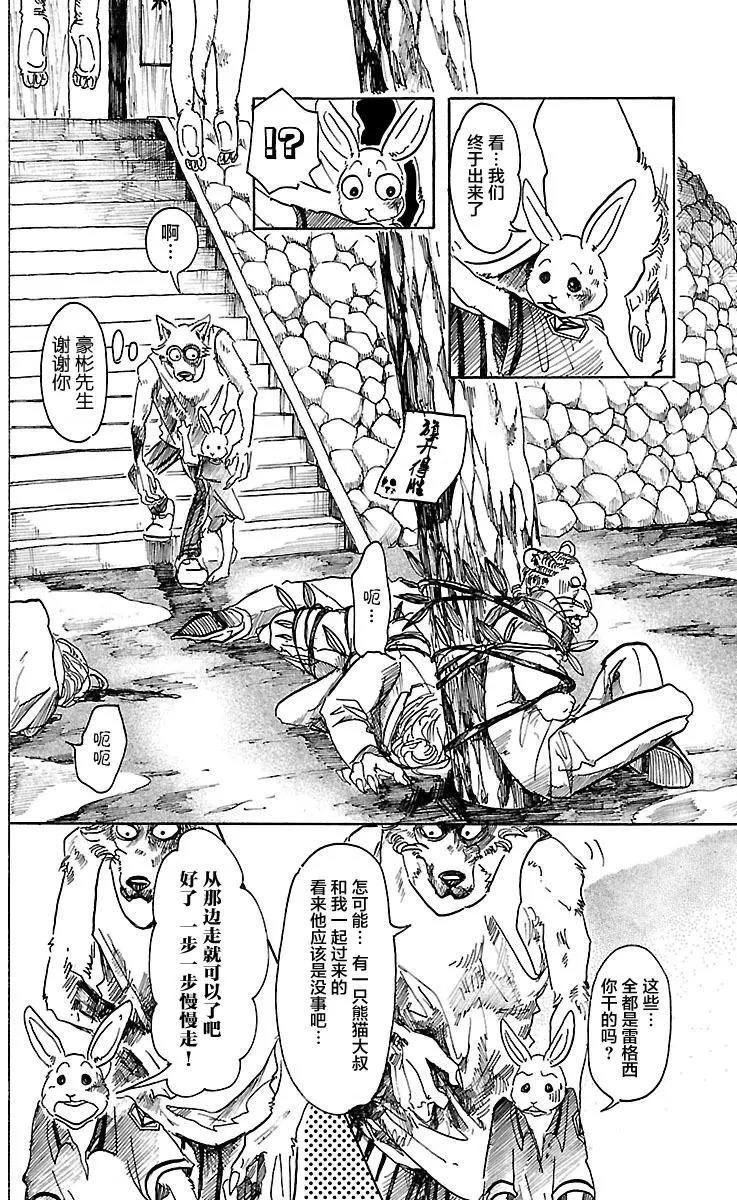 看…我们
终于出来了
!?
啊…
豪彬先生
谢谢你
呃…
呃
呃
这些…
全都是雷格西
你干的吗？
怎可能… 有一只熊猫大叔
和我一起过来的
看来他应该是没事吧…
从那边走就可以了吧
好了 一步一步慢慢走！